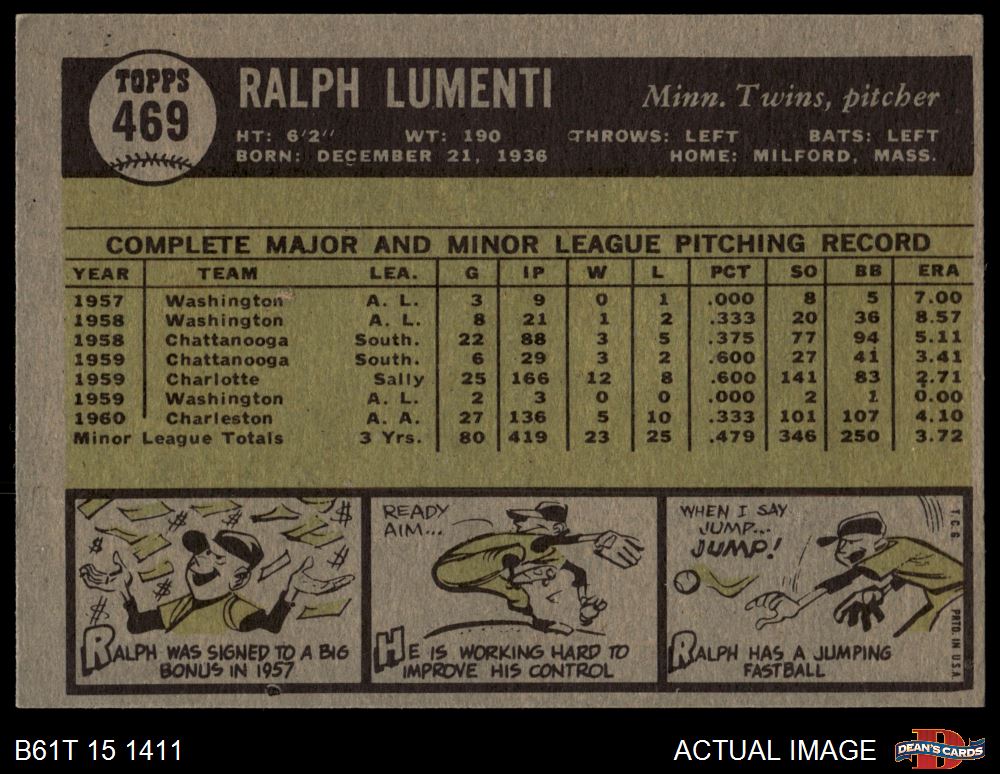 TOPPS
469
RALPH LUMENTI
Minn. Twins, pitcher
HT: 6'2" WT: 190 THROWS: LEFT BATS: LEFT
BORN: DECEMBER 21, 1936 HOME: MILFORD, MASS.
COMPLETE MAJOR AND MINOR LEAGUE PITCHING RECORD
YEAR TEAM LEA. G IP W L PCT SO BB ERA
1957 Washington A. L. 3 9 0 1 .000 8 5 7.00
1958 Washington A. L. 8 21 1 2 .333 20 36 8.57
1958 Chattanooga South. 22 88 3 5 .375 77 94 5.11
1959 Chattanooga South. 6 29 3 2 .600 27 41 3.41
1959 Charlotte Sally 25 166 12 8 .600 141 83 2.71
1959 Washington A. L. 2 3 0 0 .000 2 1 0.00
1960 Charleston A. A. 27 136 5 10 .333 101 107 4.10
Minor League Totals 3 Yrs. 80 419 23 25 .479 346 250 3.72
$ $ $ $ $ $
RALPH WAS SIGNED TO A BIG
BONUS IN 1957
READY
AIM...
HE IS WORKING HARD TO
IMPROVE HIS CONTROL
WHEN I SAY
JUMP...
JUMP!
RALPH HAS A JUMPING
FASTBALL
T.C.G. PRTD. IN U.S.A.
B61T 15 1411
ACTUAL IMAGE
D
DEAN'S CARDS